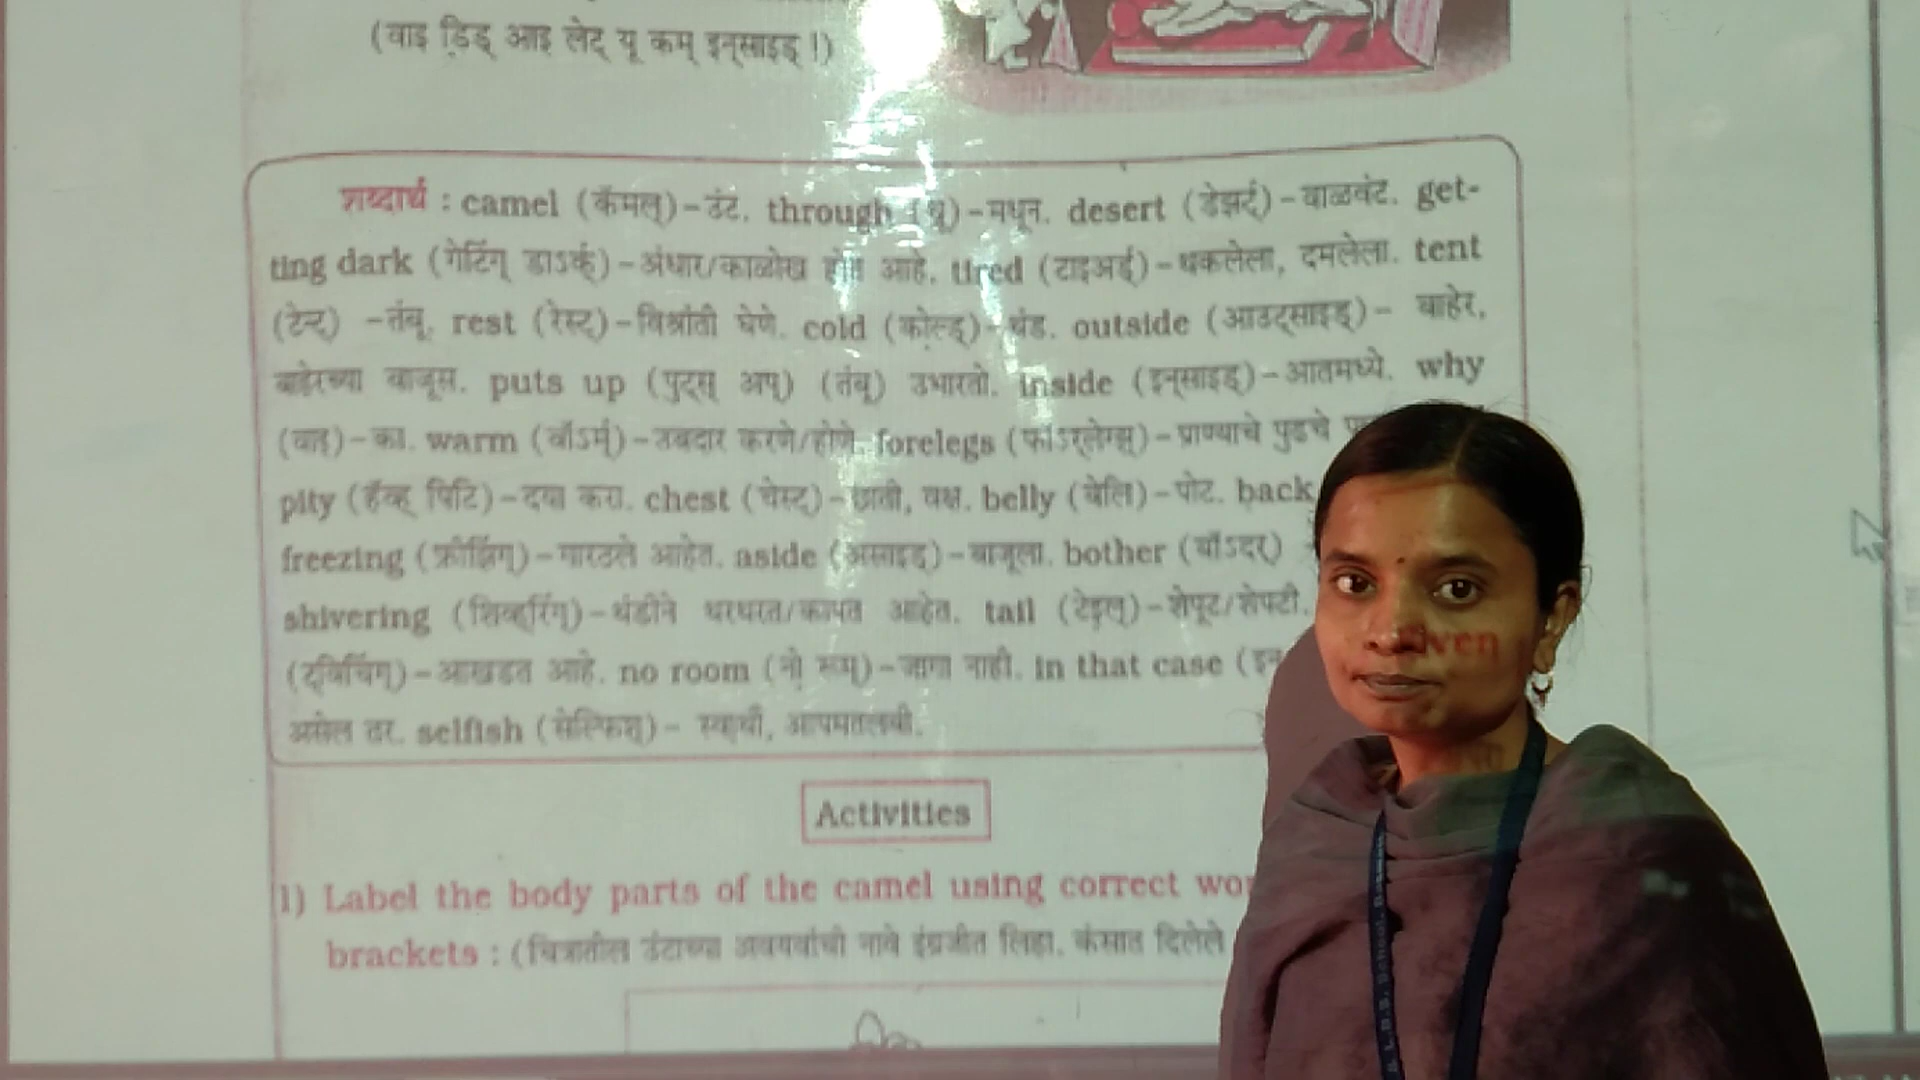 (वाइ डिड् आइ लेट् यू कम् इन्साइड् !)
शब्दार्थ : camel (कॅमल्)-उंट. through (थ्रू)-मधून. desert (डेझर्ट्)-वाळवंट. get-
ting dark (गेटिंग् डाऽर्क्)-अंधार/काळोख होत आहे. tired (टाइअर्ड्)-थकलेला, दमलेला. tent
(टेन्ट्) -तंबू. rest (रेस्ट्)-विश्रांती घेणे. cold (कोल्ड्)-थंड. outside (आउट्साइड्)- बाहेर,
बाहेरच्या बाजूस. puts up (पुट्स् अप्) (तंबू) उभारतो. inside (इन्साइड्)-आतमध्ये. why
(वाइ)-का. warm (वॉऽर्म्)-उबदार करणे/होणे. forelegs (फॉऽर्लेग्झ्)-प्राण्याचे पुढचे
pity (हॅव्ह् पिटि)-दया करा. chest (चेस्ट्)-छाती, वक्ष. belly (बेलि)-पोट. back
freezing (फ्रीझिंग्)-गारठले आहेत. aside (असाइड्)-बाजूला. bother (बॉऽदर्)
shivering (शिव्हरिंग्)-थंडीने थरथरत/कापत आहेत. tail (टेइल्)-शेपूट/शेपटी.
(ट्विचिंग्)-आखडत आहे. no room (नो रूम्)-जागा नाही. in that case
असेल तर. selfish (सेल्फिश्)- स्वार्थी, आपमतलबी.
Activities
1) Label the body parts of the camel using correct
brackets : (चित्रातील उंटाच्या अवयवांची नावे इंग्रजीत लिहा. कंसात दिलेले